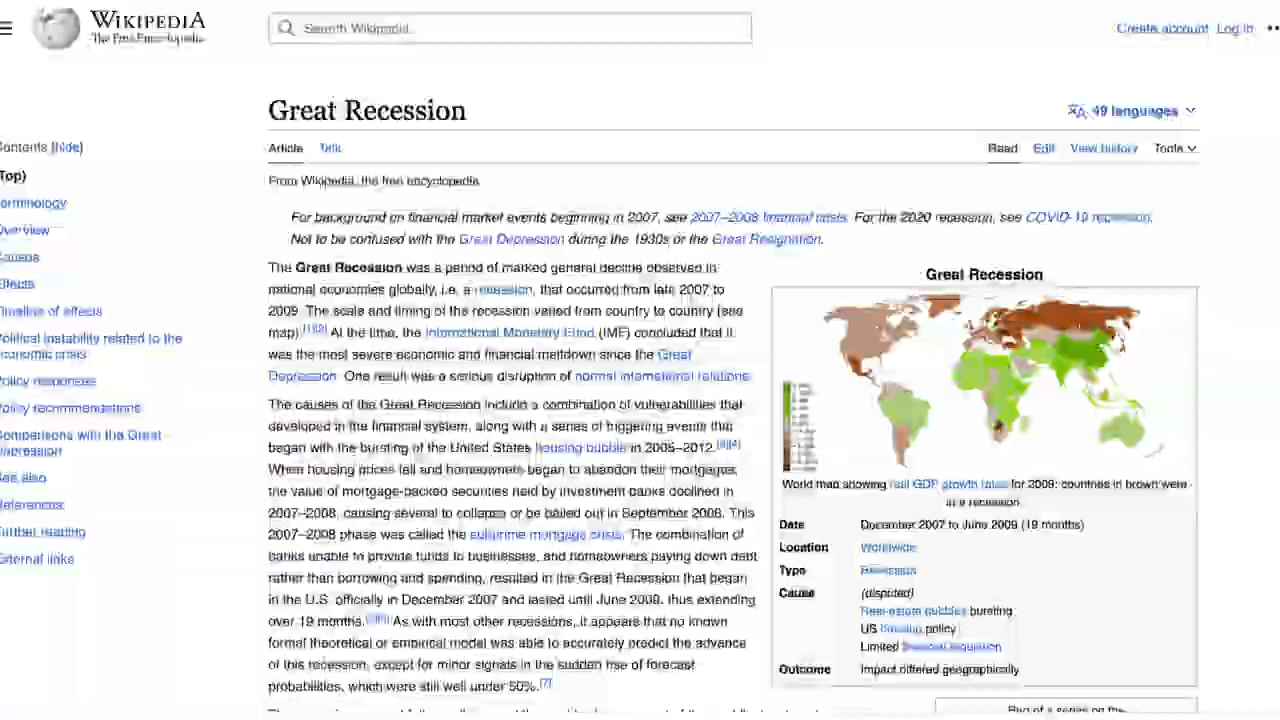 WIKIPEDIA
The Free Encyclopedia
Search Wikipedia
Create account Log in
Great Recession
49 languages
Article Talk
Read Edit View history Tools
From Wikipedia, the free encyclopedia
Contents [hide]
(Top)
Terminology
Overview
Causes
Effects
Timeline of effects
Political instability related to the
economic crisis
Policy responses
Policy recommendations
Comparisons with the Great
Depression
See also
References
Further reading
External links
For background on financial market events beginning in 2007, see 2007–2008 financial crisis. For the 2020 recession, see COVID-19 recession.
Not to be confused with the Great Depression during the 1930s or the Great Resignation.
The Great Recession was a period of marked general decline observed in
national economies globally, i.e. a recession, that occurred from late 2007 to
2009. The scale and timing of the recession varied from country to country (see
map).[1][2] At the time, the International Monetary Fund (IMF) concluded that it
was the most severe economic and financial meltdown since the Great
Depression. One result was a serious disruption of normal international relations.
The causes of the Great Recession include a combination of vulnerabilities that
developed in the financial system, along with a series of triggering events that
began with the bursting of the United States housing bubble in 2005–2012.[3][4]
When housing prices fell and homeowners began to abandon their mortgages,
the value of mortgage-backed securities held by investment banks declined in
2007–2008, causing several to collapse or be bailed out in September 2008. This
2007–2008 phase was called the subprime mortgage crisis. The combination of
banks unable to provide funds to businesses, and homeowners paying down debt
rather than borrowing and spending, resulted in the Great Recession that began
in the U.S. officially in December 2007 and lasted until June 2009, thus extending
over 19 months. As with most other recessions, it appears that no known
formal theoretical or empirical model was able to accurately predict the advance
of this recession, except for minor signals in the sudden rise of forecast
probabilities, which were still well under 50%.[7]
Great Recession
World map showing real GDP growth rates for 2009; countries in brown were
in a recession
Date December 2007 to June 2009 (19 months)
Location Worldwide
Type Recession
Cause (disputed)
Real-estate bubbles bursting
US housing policy
Limited financial regulation
Outcome Impact differed geographically
Part of a series on the